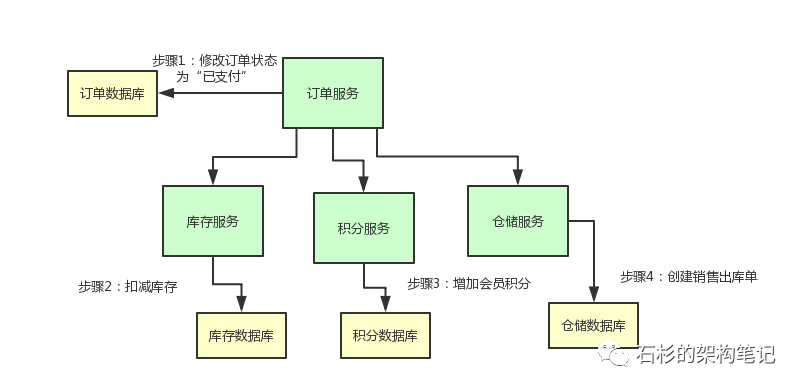 步骤1：修改订单状态
为“已支付”
订单数据库
订单服务
库存服务
积分服务
仓储服务
步骤2：扣减库存
步骤3：增加会员积分
步骤4：创建销售出库单
库存数据库
积分数据库
仓储数据库
石杉的架构笔记